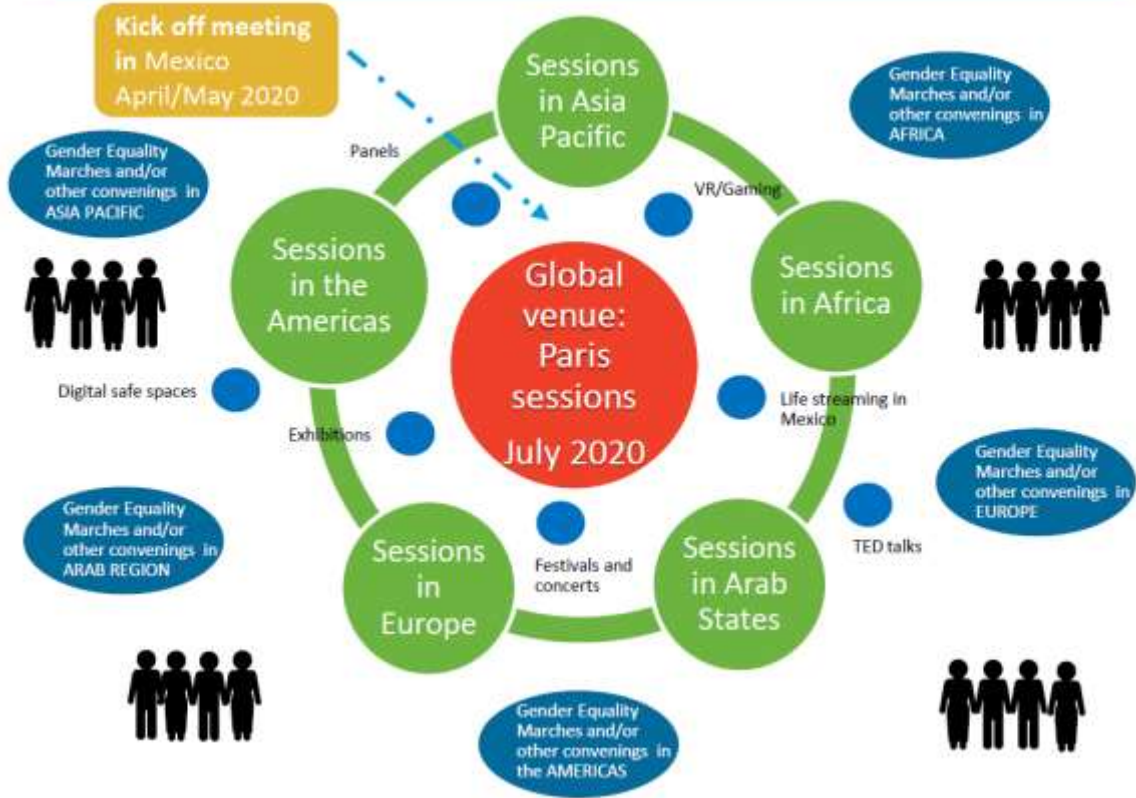 Kick off meeting
in Mexico
April/May 2020
Sessions
in Asia
Pacific
Gender Equality
Marches and/or
other convenings in
AFRICA
Panels
Gender Equality
Marches and/or
other convenings in
ASIA PACIFIC
VR/Gaming
Sessions
in the
Americas
Global
venue:
Paris
sessions
July 2020
Sessions
in Africa
Digital safe spaces
Exhibitions
Life streaming in
Mexico
Gender Equality
Marches and/or
other convenings in
EUROPE
Gender Equality
Marches and/or
other convenings in
ARAB REGION
Sessions
in
Europe
Festivals and
concerts
Sessions
in Arab
States
TED talks
Gender Equality
Marches and/or
other convenings in
the AMERICAS